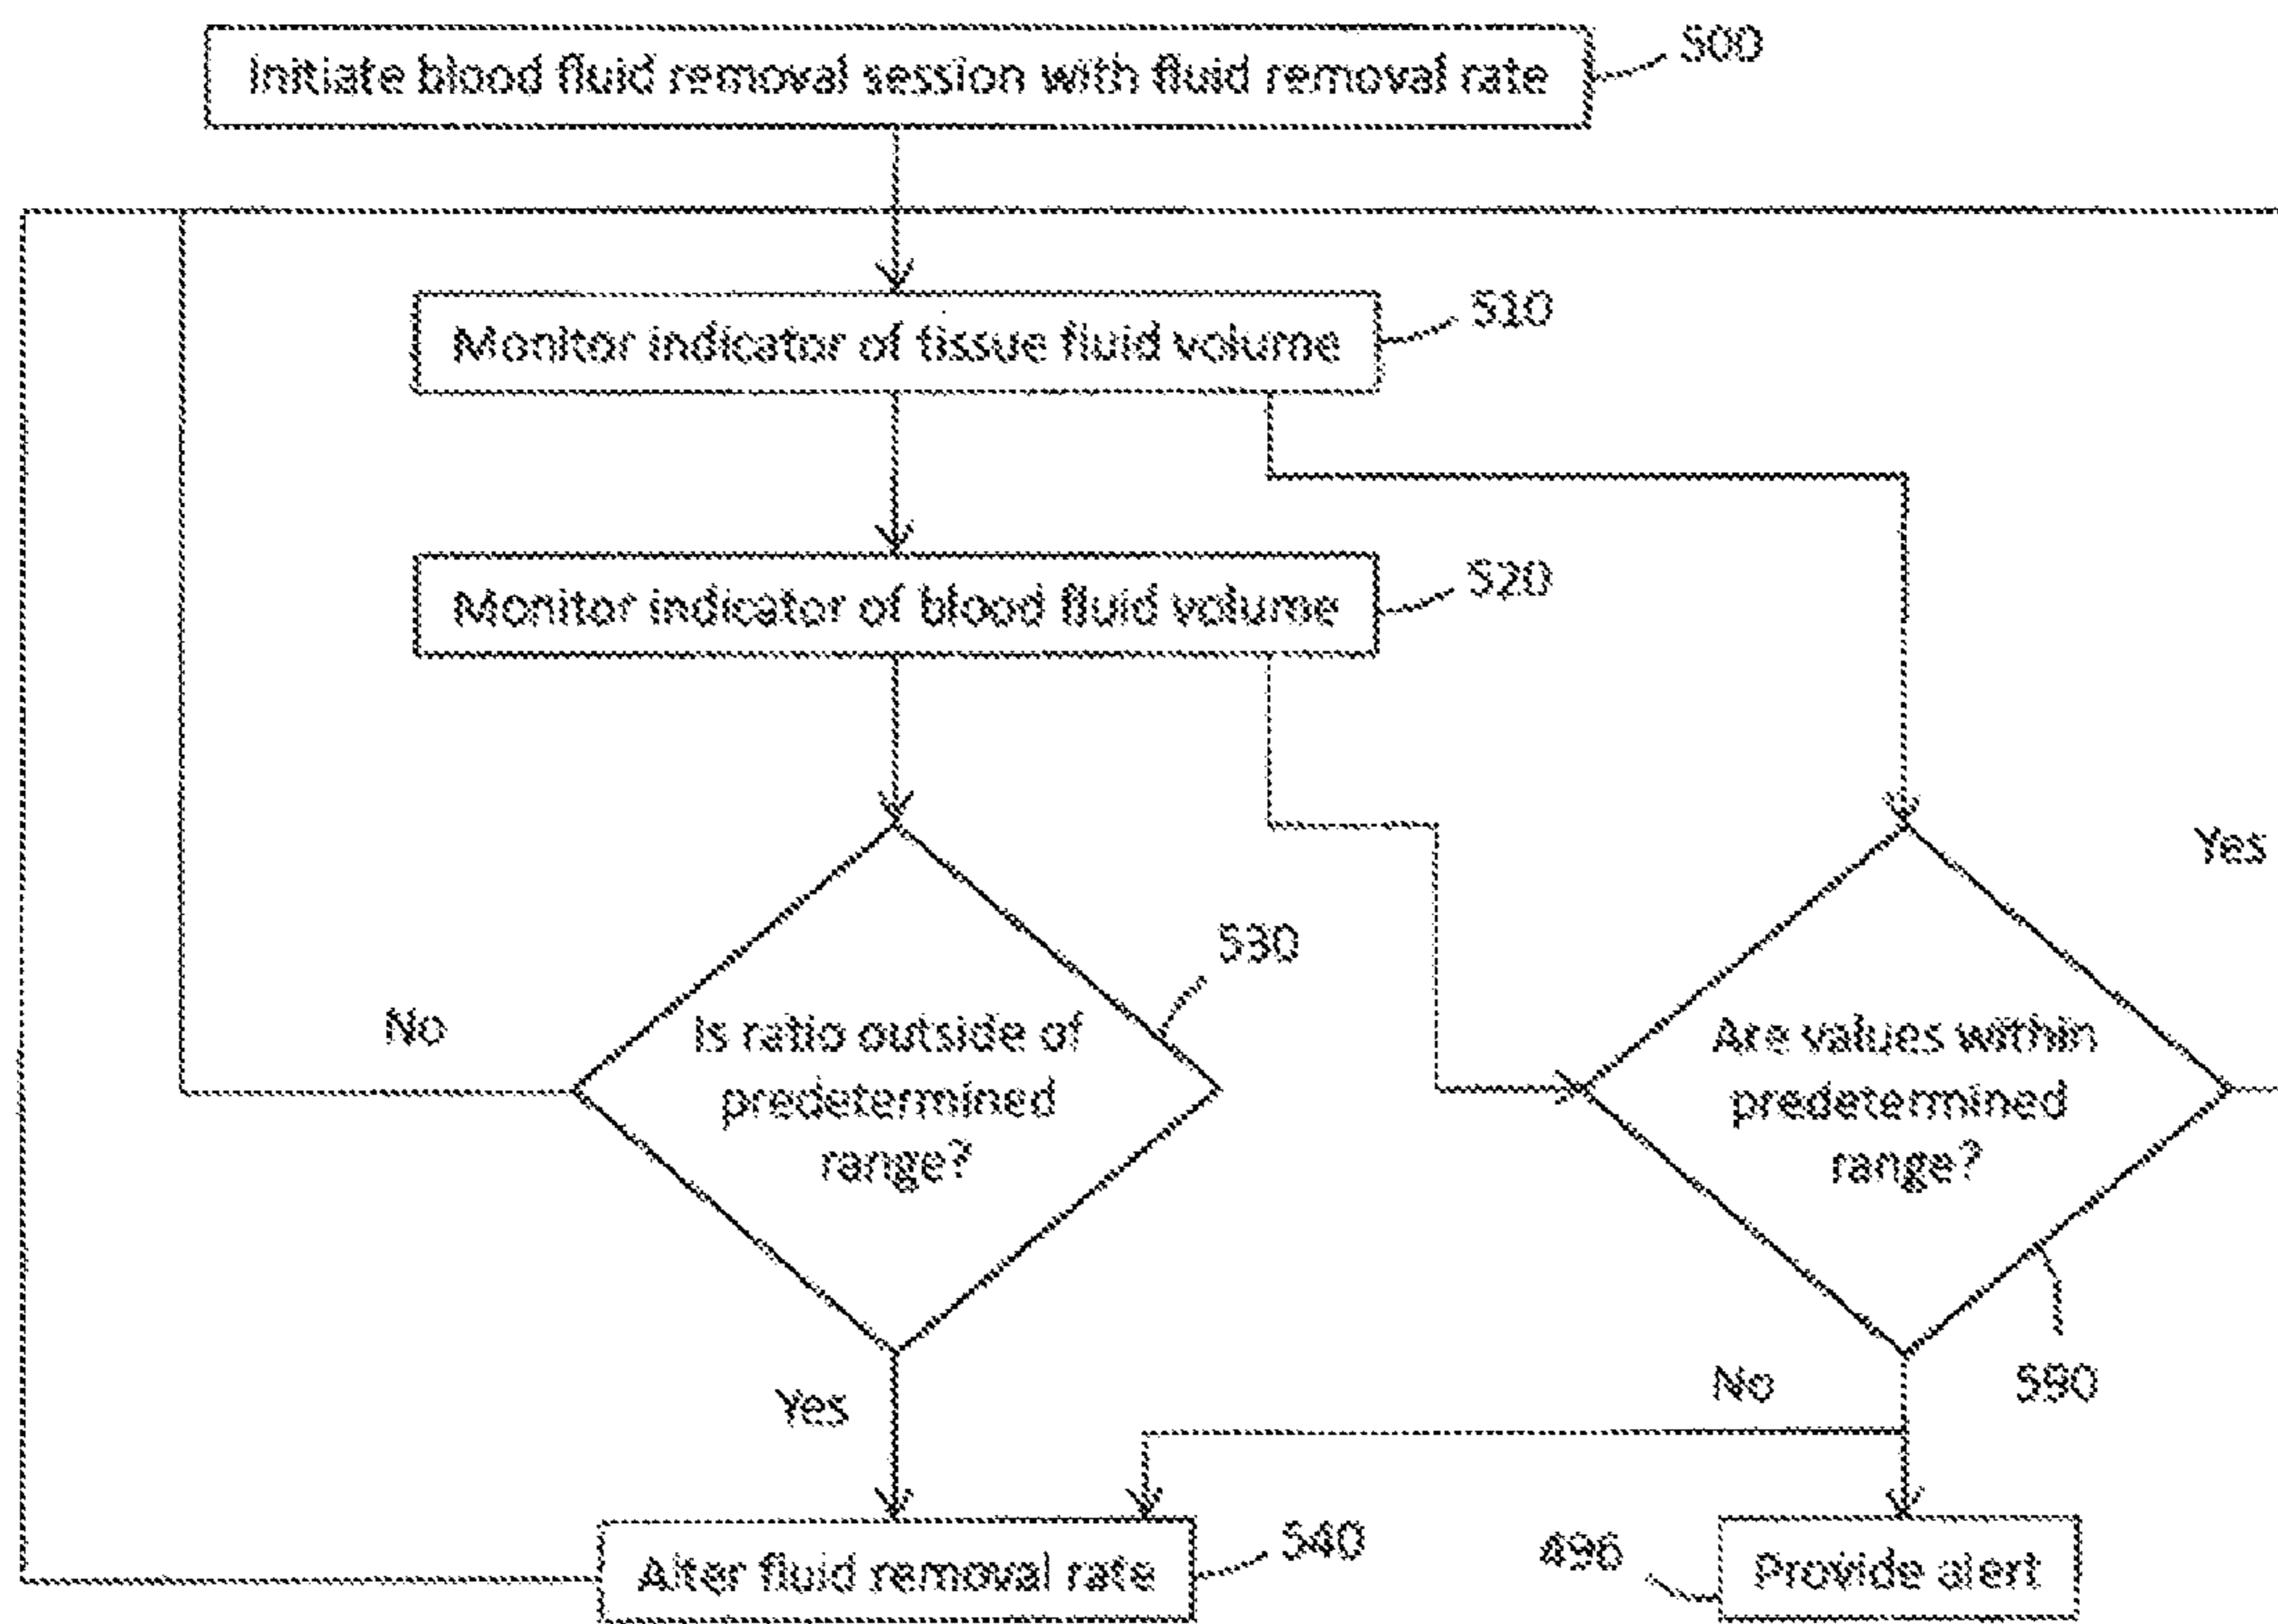 Initiate blood fluid removal session with fluid removal rate
500
Monitor indicator of tissue fluid volume
510
Monitor indicator of blood fluid volume
520
Yes
530
No
Is ratio outside of
predetermined
range?
Are values within
predetermined
range?
Yes
No
590
Alter fluid removal rate
540
496
Provide alert